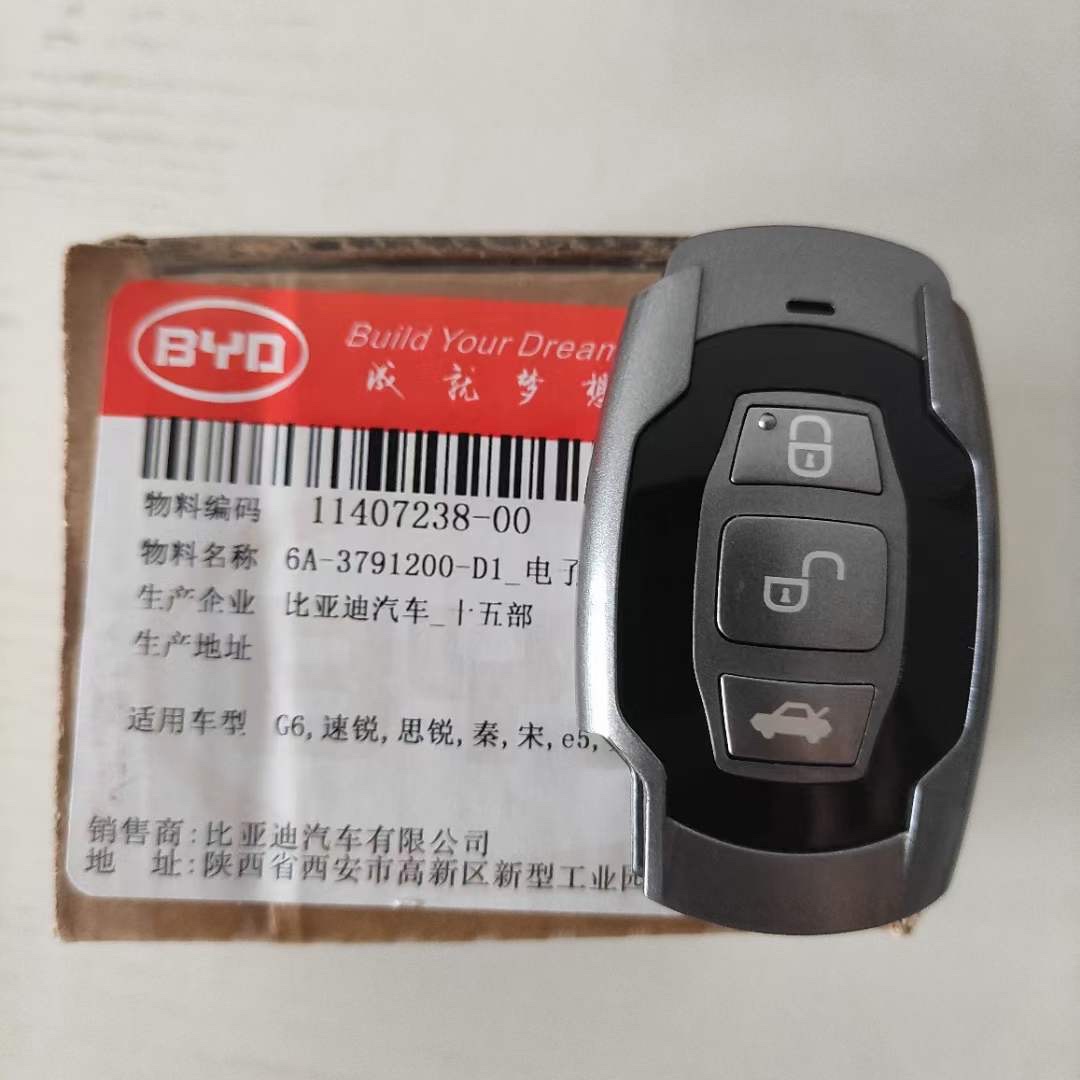 BYD
Build Your Dream
成就梦想
物料编码 11407238-00
物料名称 6A-3791200-D1_电子
生产企业 比亚迪汽车_十五部
生产地址
适用车型 G6,速锐,思锐,秦,宋,e5,
销售商:比亚迪汽车有限公司
地 址:陕西省西安市高新区新型工业园